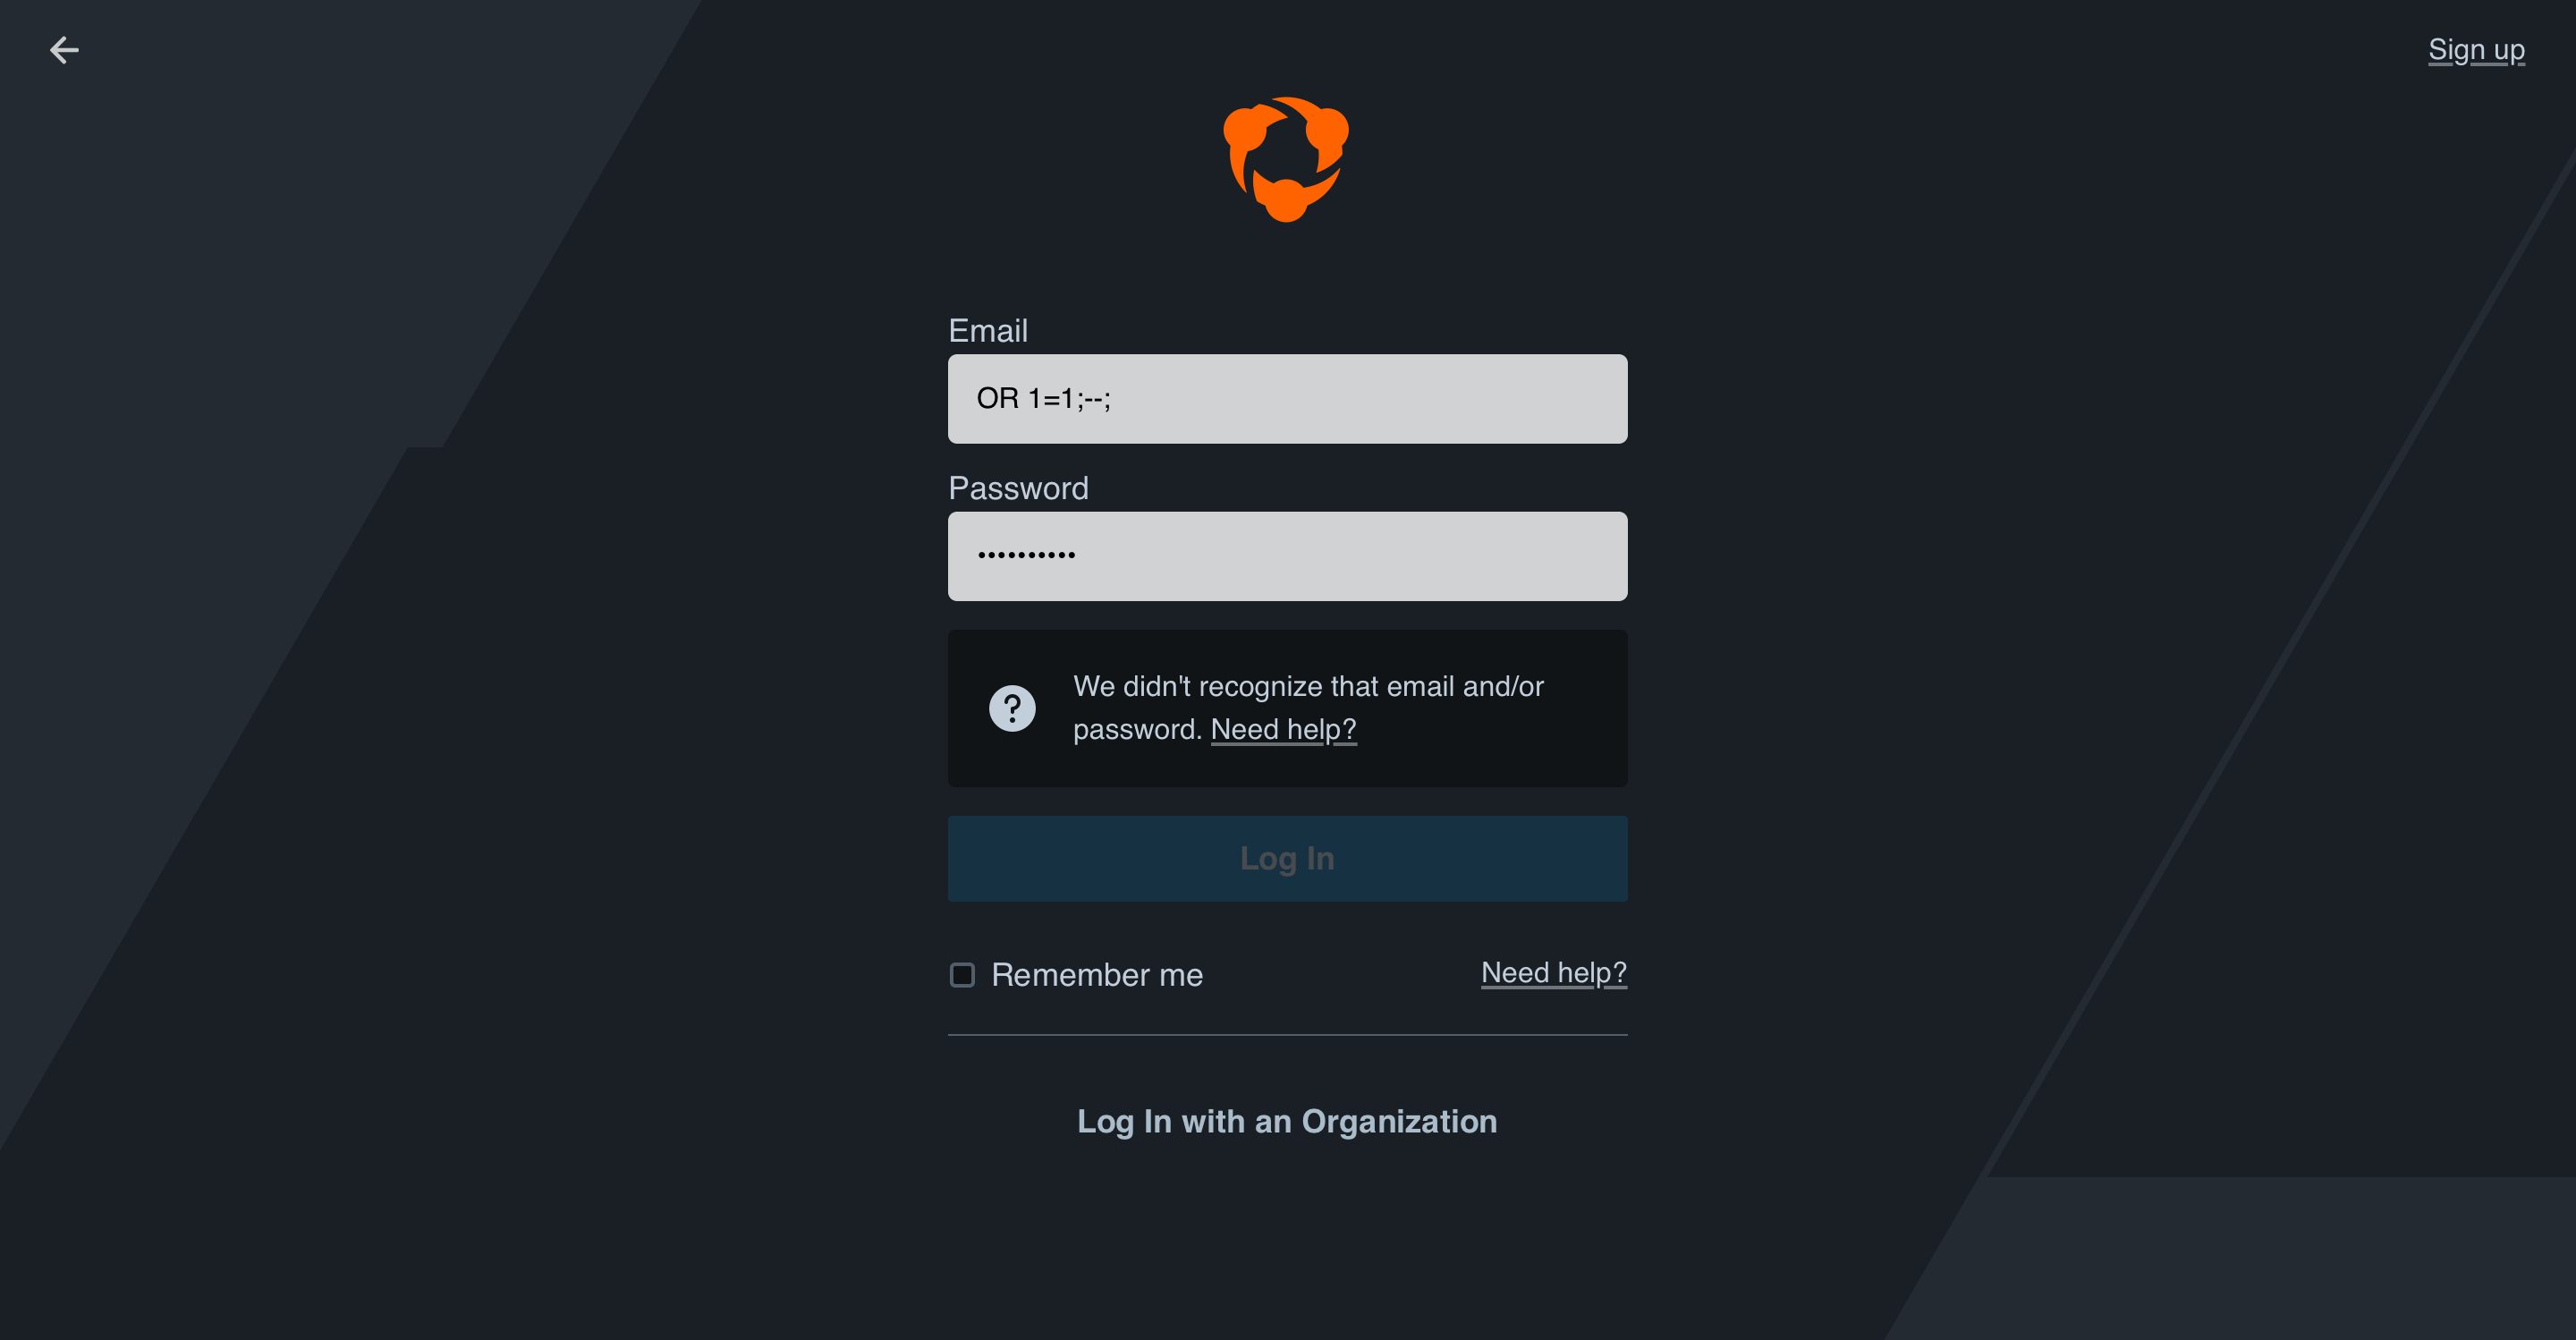 Sign up
Email
OR 1=1;--;
Password
••••••••••
We didn't recognize that email and/or
password. Need help?
Log In
Remember me
Need help?
Log In with an Organization